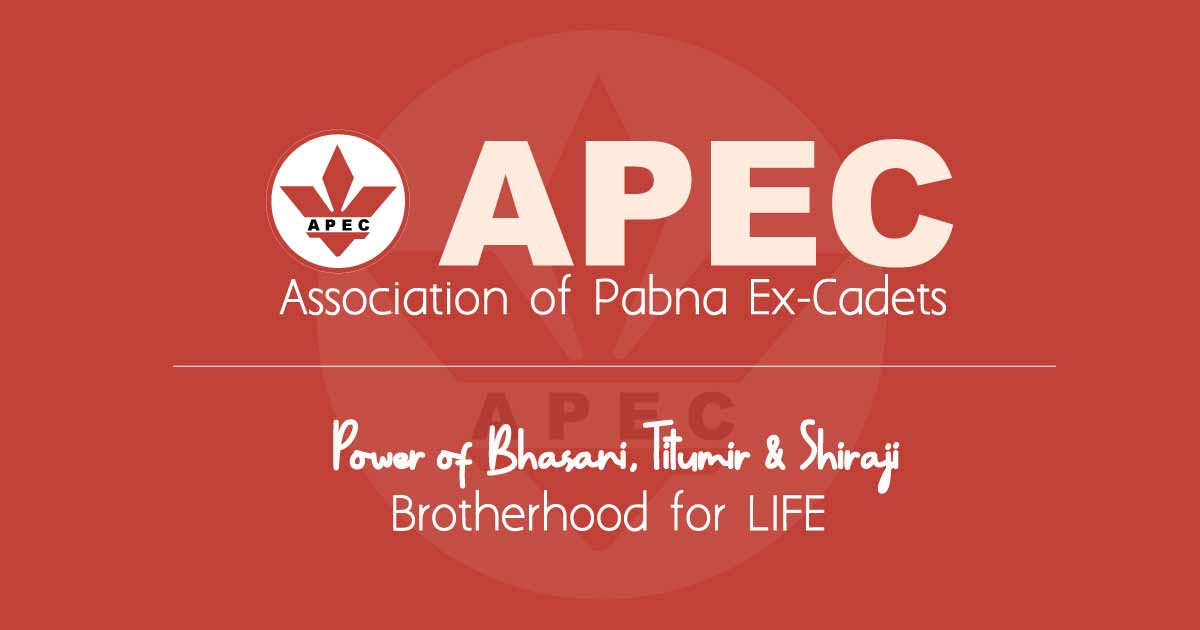 APEC
APEC
Association of Pabna Ex-Cadets
APEC
Power of Bhasani, Titumir & Shiraji
Brotherhood for LIFE